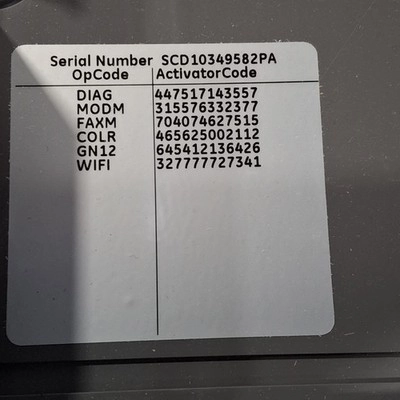 Serial Number SCD10349582PA
OpCode ActivatorCode
DIAG 447517143557
MODM 315576332377
FAXM 704074627515
COLR 465625002112
GN12 645412136426
WIFI 327777727341